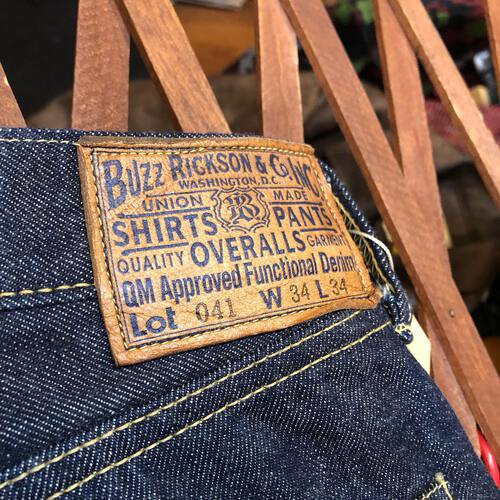 BUZZ RICKSON & CO. INC.
WASHINGTON, D.C.
UNION MADE
SHIRTS PANTS
QUALITY OVERALLS GARMENT
QM Approved Functional Denim
Lot 041 W 34 L 34